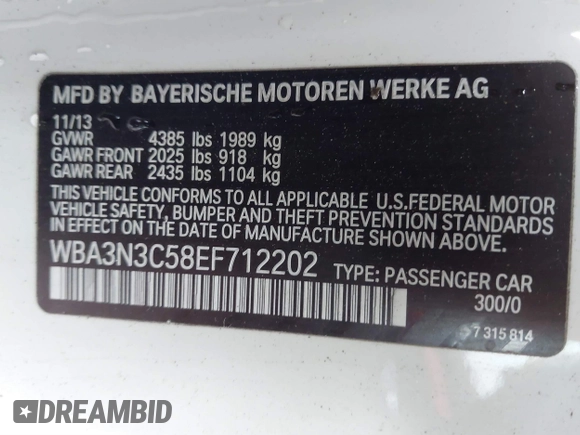 MFD BY BAYERISCHE MOTOREN WERKE AG
11/13
GVWR 4385 lbs 1989 kg
GAWR FRONT 2025 lbs 918 kg
GAWR REAR 2435 lbs 1104 kg
THIS VEHICLE CONFORMS TO ALL APPLICABLE U.S.FEDERAL MOTOR
VEHICLE SAFETY, BUMPER AND THEFT PREVENTION STANDARDS
IN EFFECT ON THE DATE OF MANUFACTURE SHOWN ABOVE.
WBA3N3C58EF712202 TYPE: PASSENGER CAR
300/0
7 315 814
DREAMBID